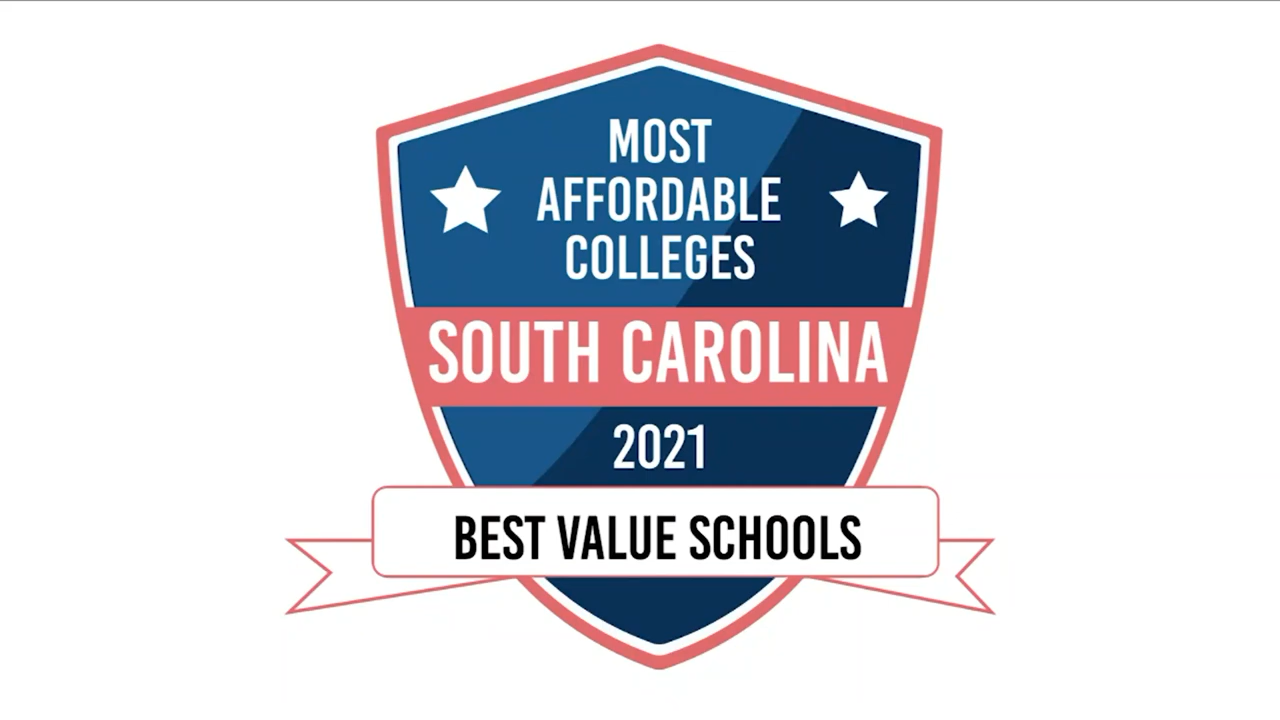 MOST
AFFORDABLE
COLLEGES
SOUTH CAROLINA
2021
BEST VALUE SCHOOLS